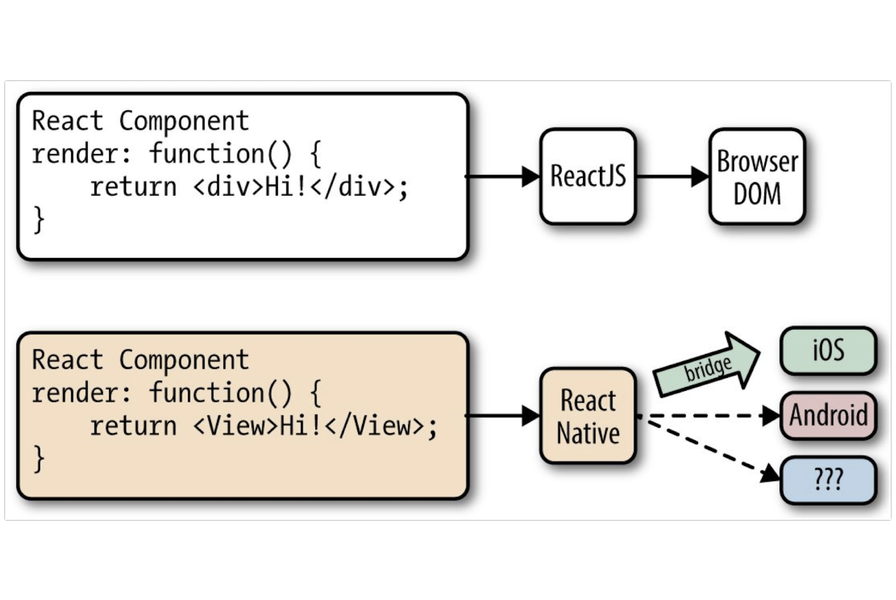 React Component
render: function() {
    return <div>Hi!</div>;
}
ReactJS
Browser
DOM
React Component
render: function() {
    return <View>Hi!</View>;
}
React
Native
bridge
iOS
Android
???